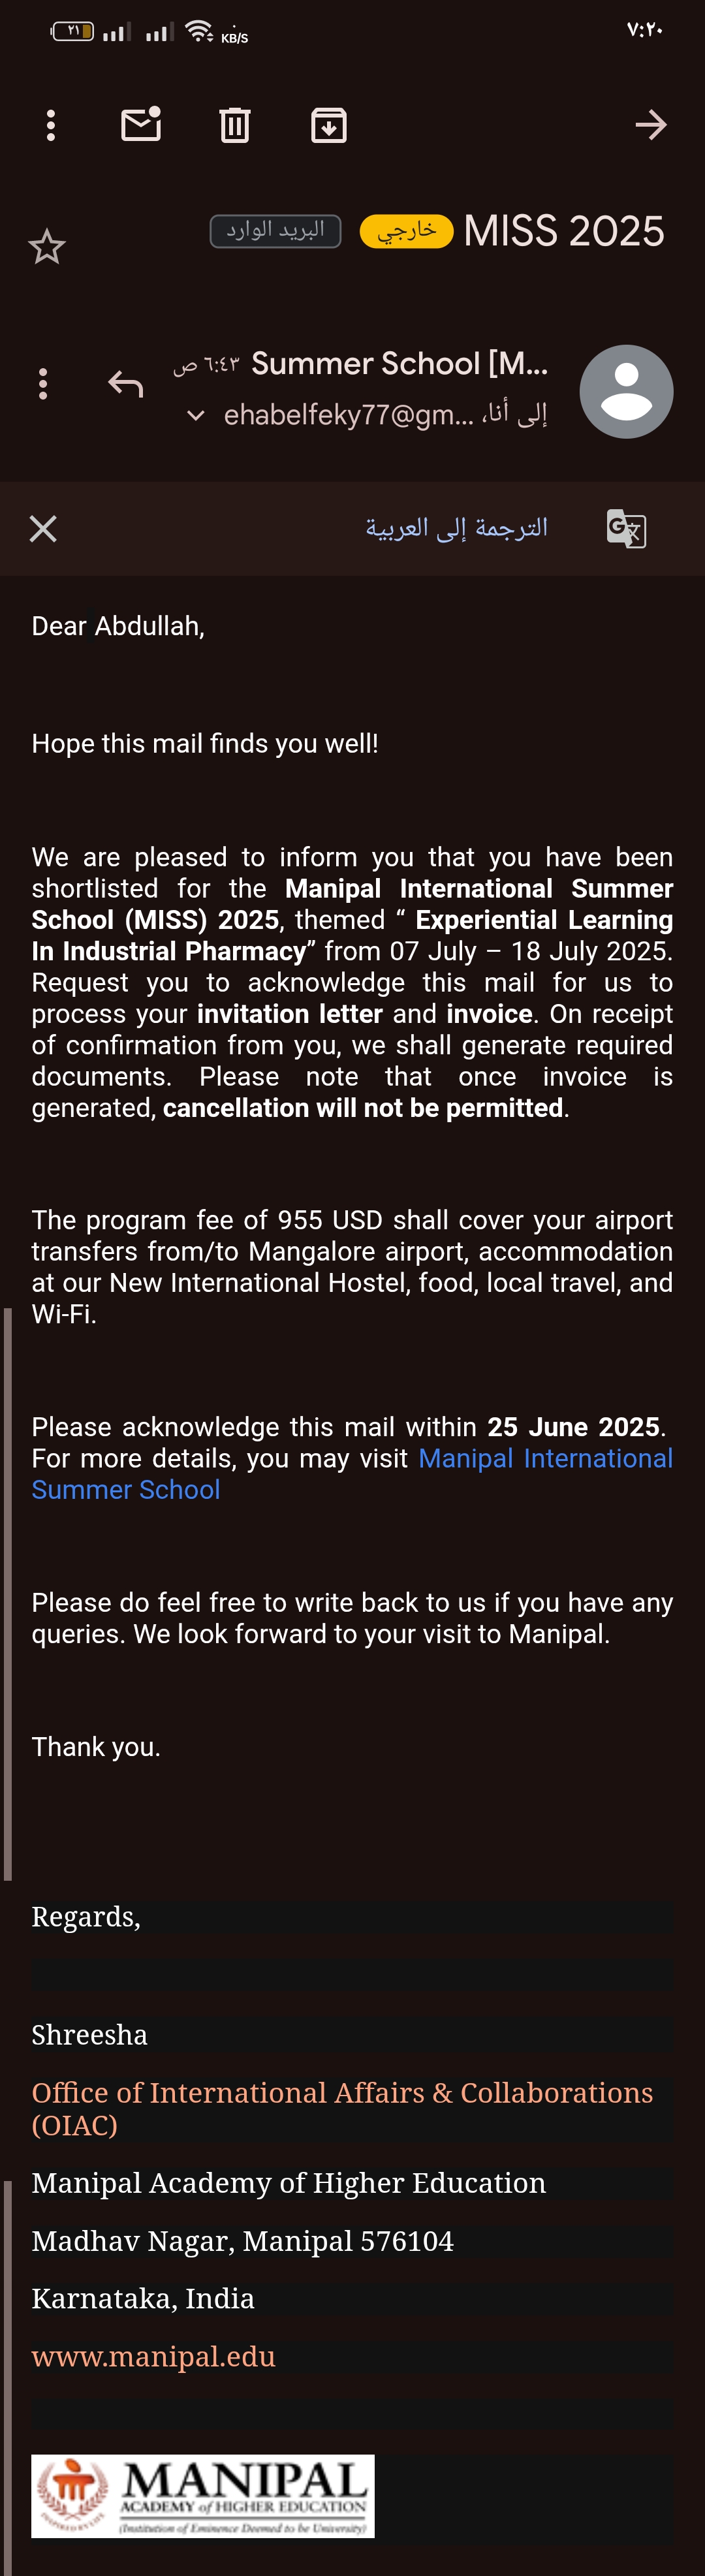 ٢١ KB/S ٧:٢٠
MISS 2025 خارجي البريد الوارد
Summer School [M... ٦:٤٣ ص
إلى أنا، ehabelfeky77@gm...
الترجمة إلى العربية
Dear Abdullah,
Hope this mail finds you well!
We are pleased to inform you that you have been
shortlisted for the Manipal International Summer
School (MISS) 2025, themed “ Experiential Learning
In Industrial Pharmacy” from 07 July – 18 July 2025.
Request you to acknowledge this mail for us to
process your invitation letter and invoice. On receipt
of confirmation from you, we shall generate required
documents. Please note that once invoice is
generated, cancellation will not be permitted.
The program fee of 955 USD shall cover your airport
transfers from/to Mangalore airport, accommodation
at our New International Hostel, food, local travel, and
Wi-Fi.
Please acknowledge this mail within 25 June 2025.
For more details, you may visit Manipal International
Summer School
Please do feel free to write back to us if you have any
queries. We look forward to your visit to Manipal.
Thank you.
Regards,
Shreesha
Office of International Affairs & Collaborations
(OIAC)
Manipal Academy of Higher Education
Madhav Nagar, Manipal 576104
Karnataka, India
www.manipal.edu
MANIPAL
ACADEMY of HIGHER EDUCATION
(Institution of Eminence Deemed to be University)
INSPIRED BY LIFE